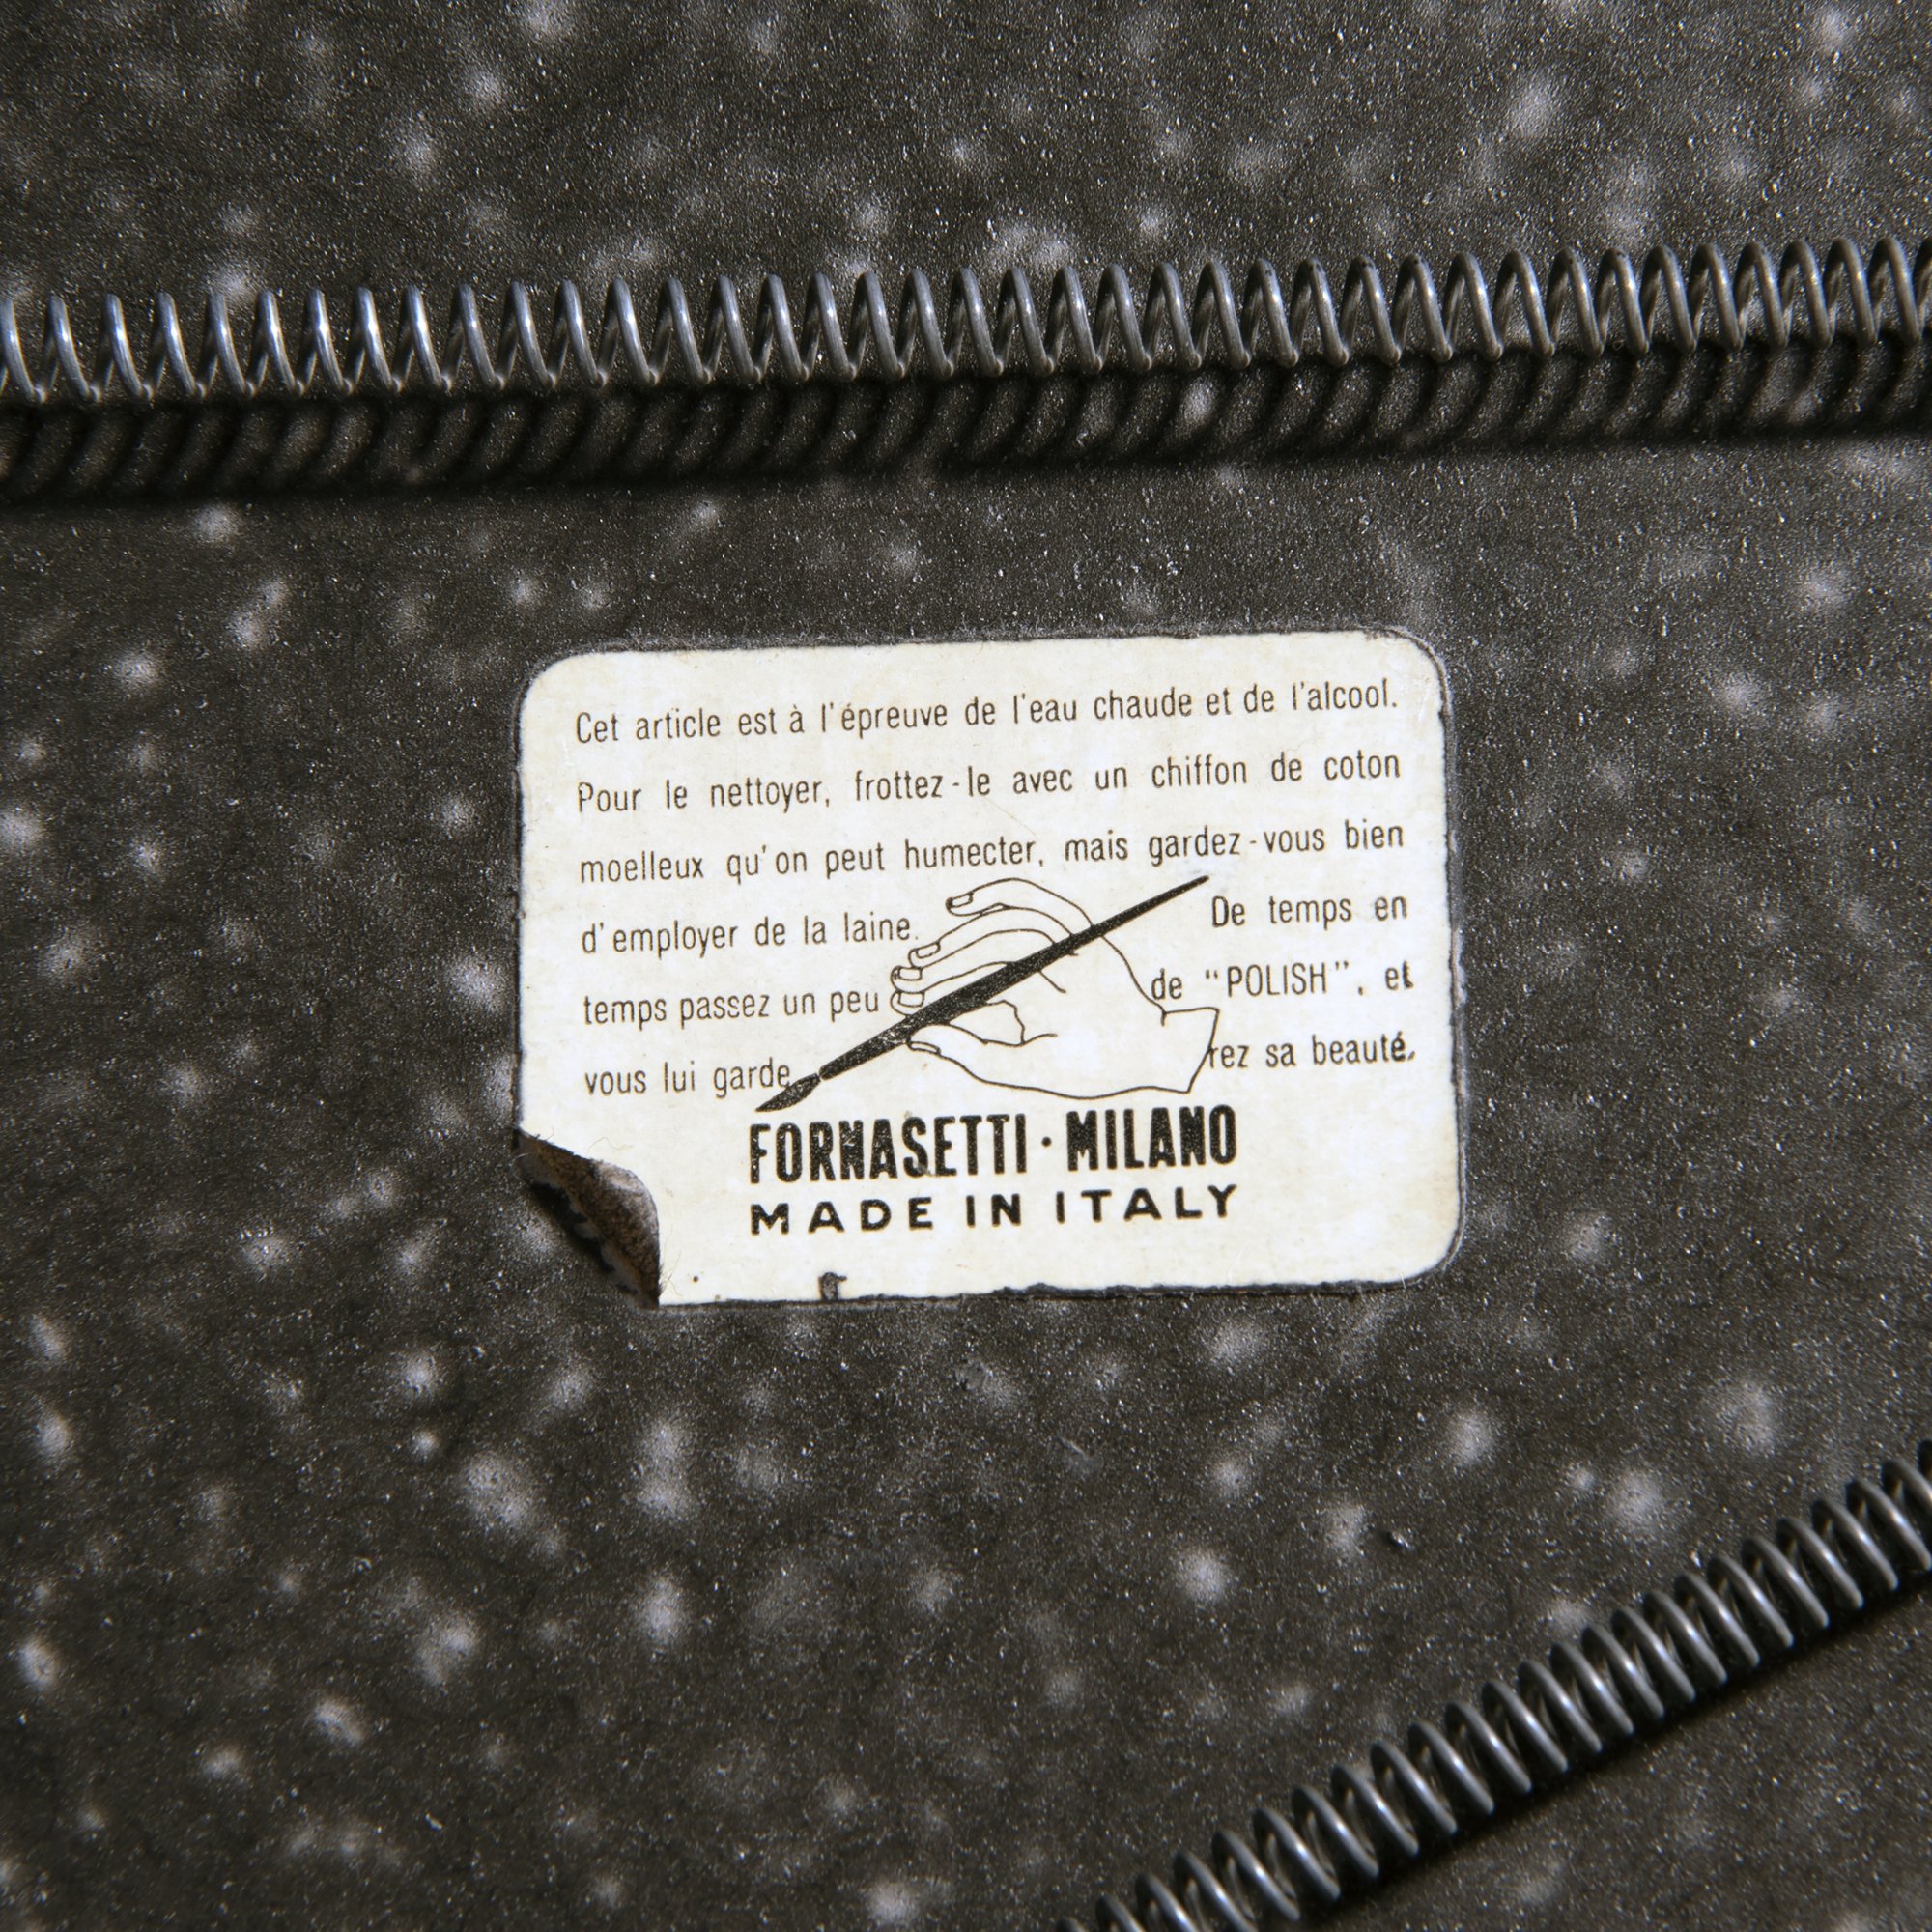 Cet article est à l'épreuve de l'eau chaude et de l'alcool.
Pour le nettoyer, frottez-le avec un chiffon de coton
moelleux qu'on peut humecter, mais gardez-vous bien
d'employer de la laine. De temps en
temps passez un peu de "POLISH", et
vous lui garderez sa beauté.
FORNASETTI · MILANO
MADE IN ITALY